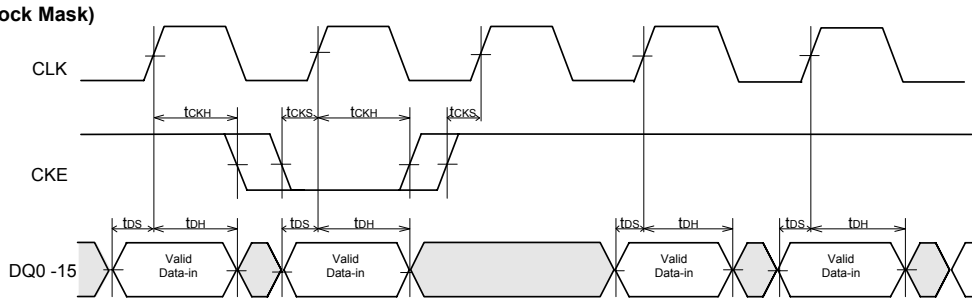 ock Mask)
CLK
tCKH tCKS tCKH tCKS
CKE
tDS tDH tDS tDH tDS tDH tDS tDH
DQ0 -15
Valid Data-in
Valid Data-in
Valid Data-in
Valid Data-in